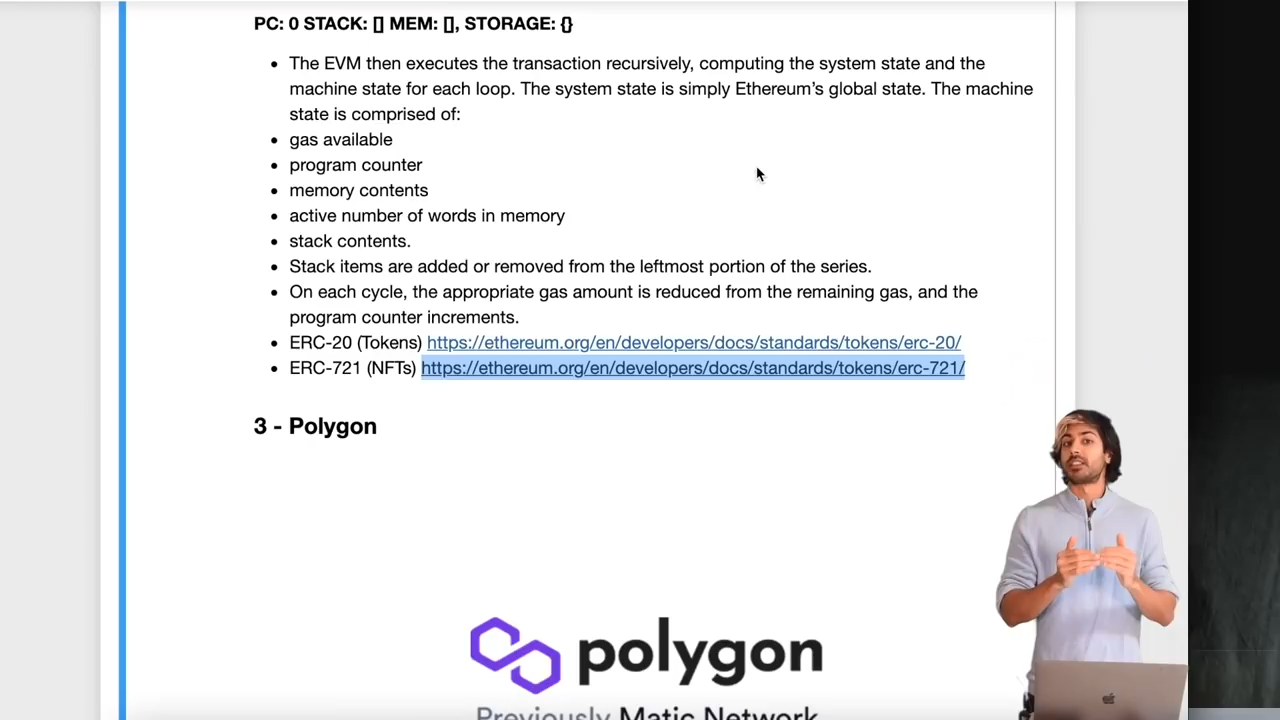 PC: 0 STACK: [] MEM: [], STORAGE: {}
The EVM then executes the transaction recursively, computing the system state and the
machine state for each loop. The system state is simply Ethereum’s global state. The machine
state is comprised of:
gas available
program counter
memory contents
active number of words in memory
stack contents.
Stack items are added or removed from the leftmost portion of the series.
On each cycle, the appropriate gas amount is reduced from the remaining gas, and the
program counter increments.
ERC-20 (Tokens) https://ethereum.org/en/developers/docs/standards/tokens/erc-20/
ERC-721 (NFTs) https://ethereum.org/en/developers/docs/standards/tokens/erc-721/
3 - Polygon
polygon
Previously Matic Network